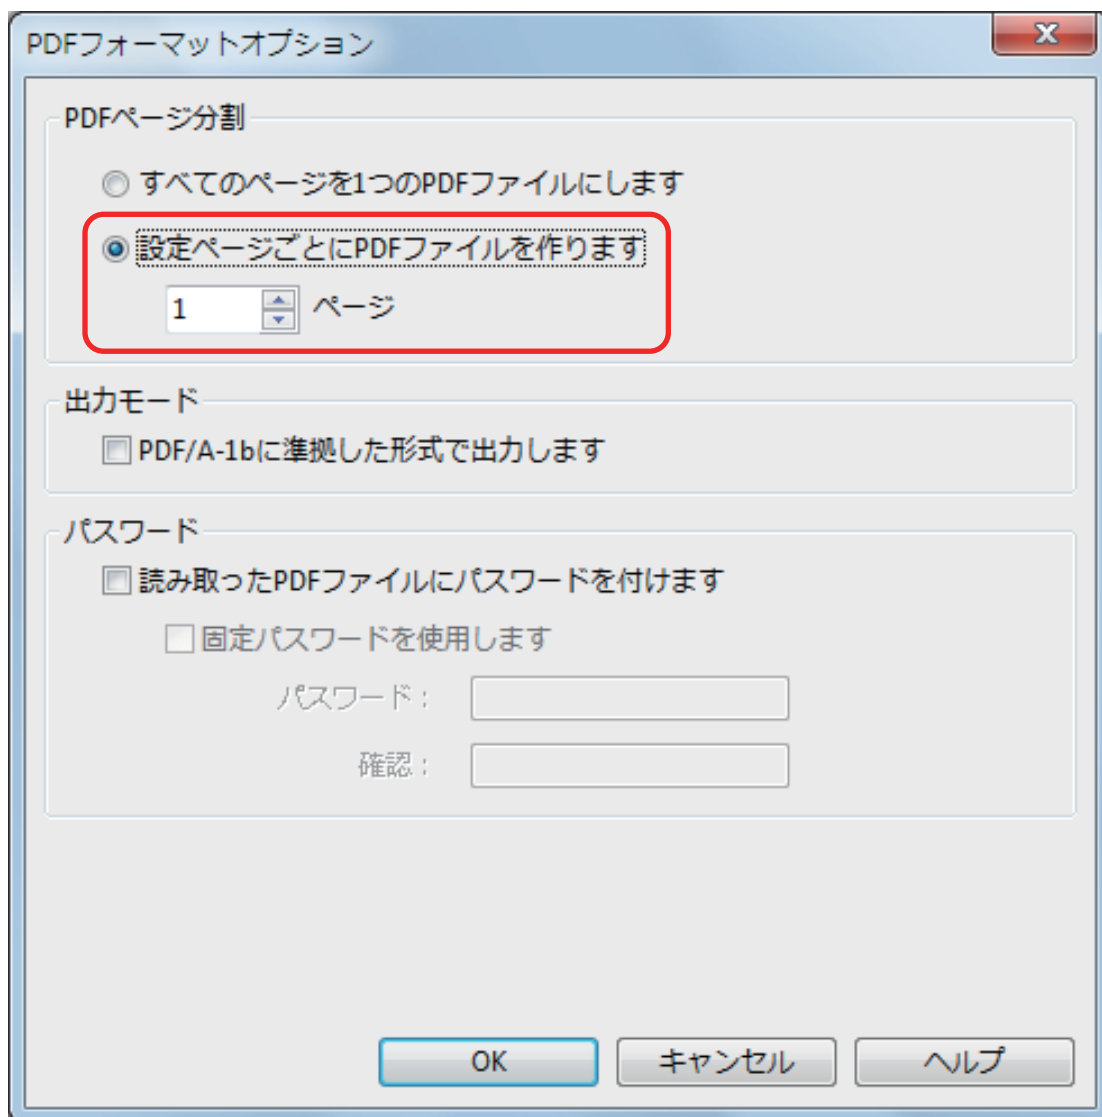 PDFフォーマットオプション
PDFページ分割
すべてのページを1つのPDFファイルにします
設定ページごとにPDFファイルを作ります
1 ページ
出力モード
PDF/A-1bに準拠した形式で出力します
パスワード
読み取ったPDFファイルにパスワードを付けます
固定パスワードを使用します
パスワード：
確認：
OK キャンセル ヘルプ